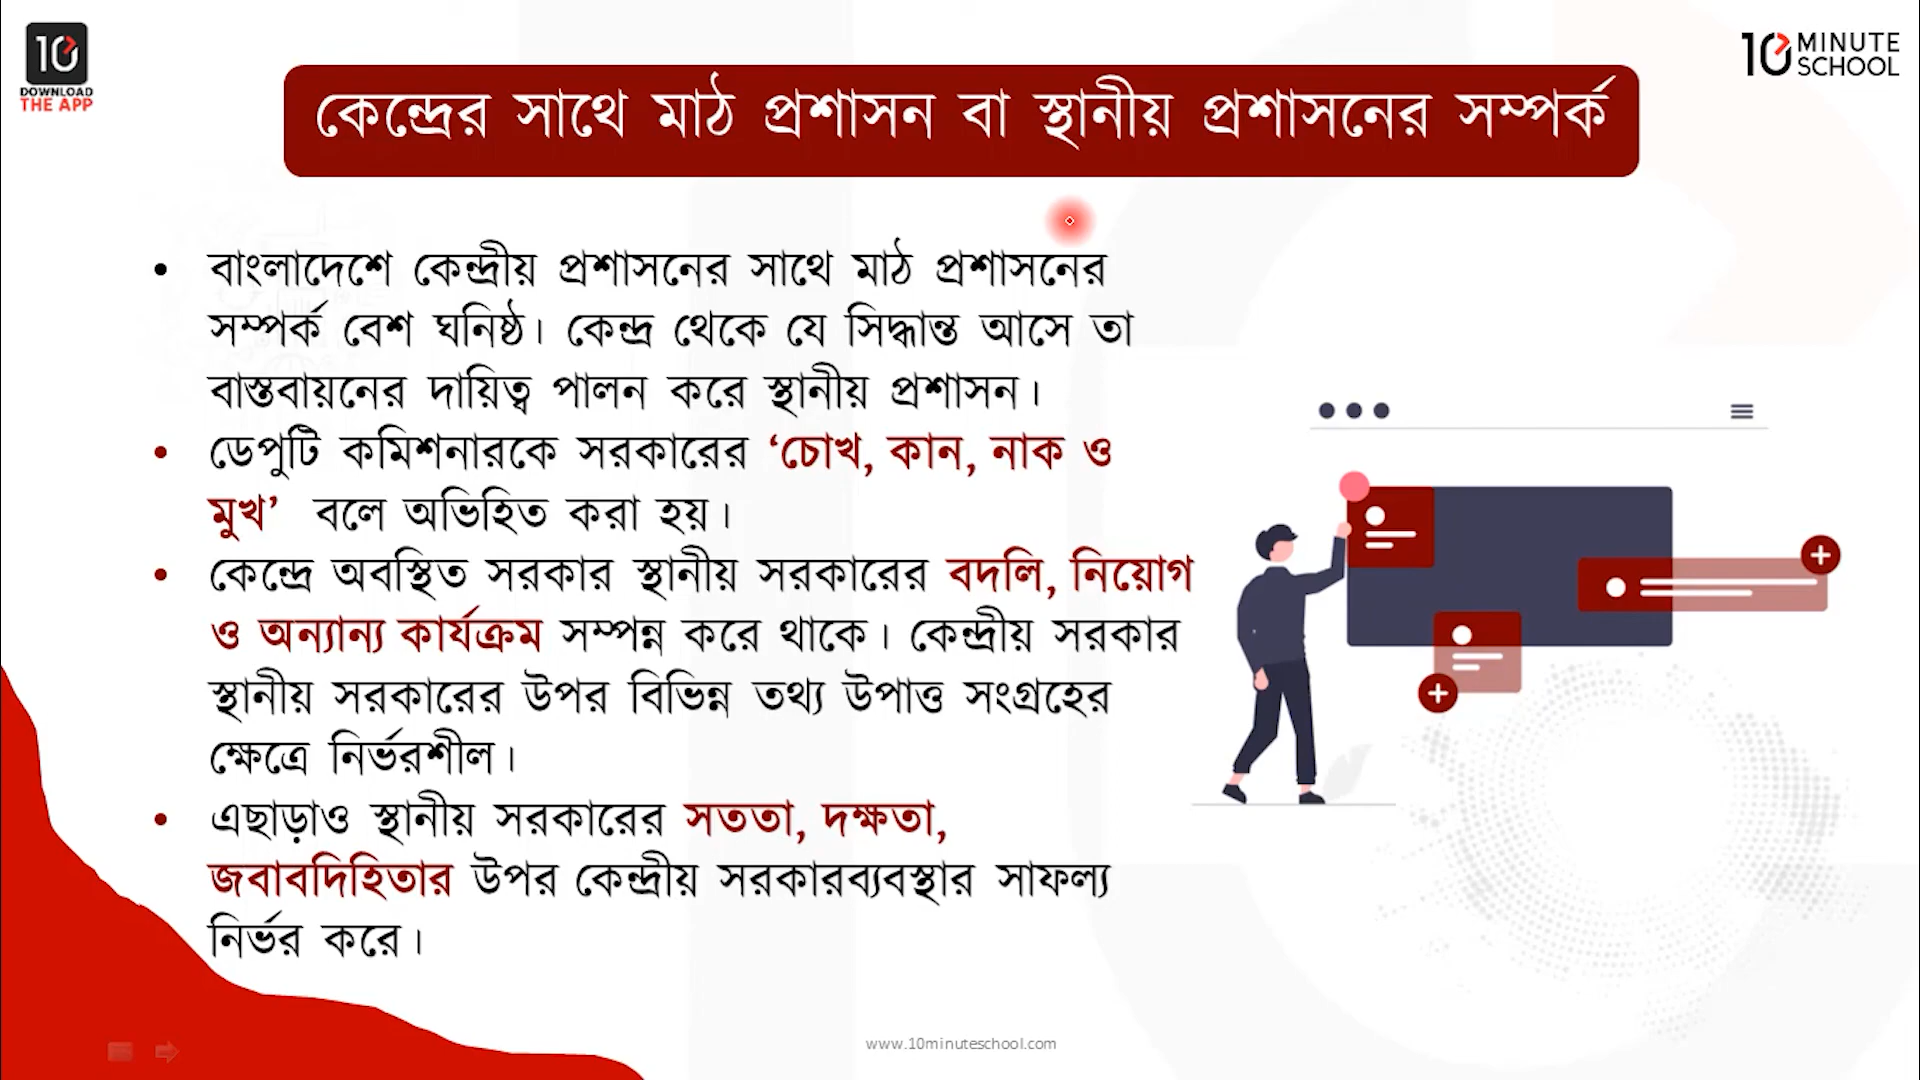 10
DOWNLOAD
THE APP
10 MINUTE
SCHOOL
কেন্দ্রের সাথে মাঠ প্রশাসন বা স্থানীয় প্রশাসনের সম্পর্ক
• বাংলাদেশে কেন্দ্রীয় প্রশাসনের সাথে মাঠ প্রশাসনের
সম্পর্ক বেশ ঘনিষ্ঠ। কেন্দ্র থেকে যে সিদ্ধান্ত আসে তা
বাস্তবায়নের দায়িত্ব পালন করে স্থানীয় প্রশাসন।
• ডেপুটি কমিশনারকে সরকারের ‘চোখ, কান, নাক ও
মুখ’ বলে অভিহিত করা হয়।
• কেন্দ্রে অবস্থিত সরকার স্থানীয় সরকারের বদলি, নিয়োগ
ও অন্যান্য কার্যক্রম সম্পন্ন করে থাকে। কেন্দ্রীয় সরকার
স্থানীয় সরকারের উপর বিভিন্ন তথ্য উপাত্ত সংগ্রহের
ক্ষেত্রে নির্ভরশীল।
• এছাড়াও স্থানীয় সরকারের সততা, দক্ষতা,
জবাবদিহিতার উপর কেন্দ্রীয় সরকারব্যবস্থার সাফল্য
নির্ভর করে।
www.10minuteschool.com